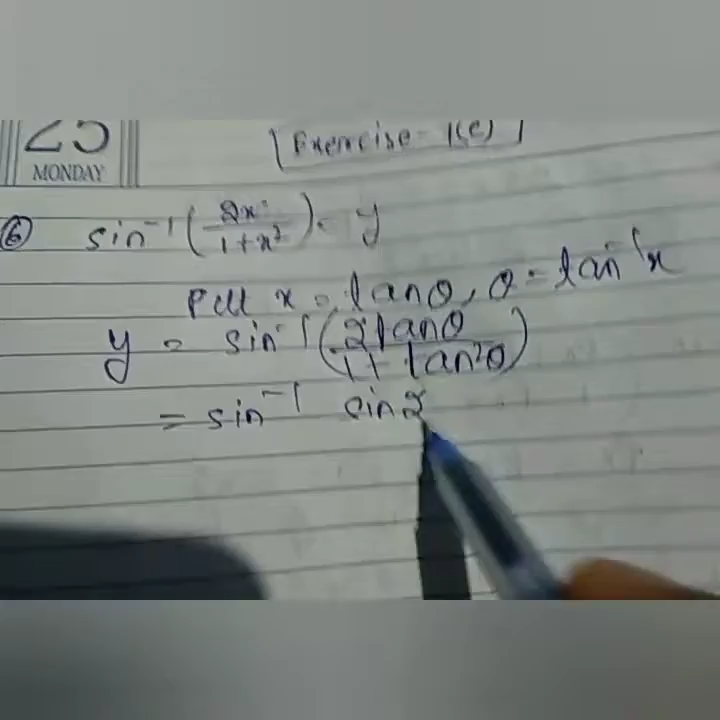 25
MONDAY
[Exercise - 1(e)]
⑥ sin⁻¹(2x/1+x²) = y
Put x = tanθ, θ = tan⁻¹x
y = sin⁻¹(2tanθ/1+tan²θ)
= sin⁻¹ sin2